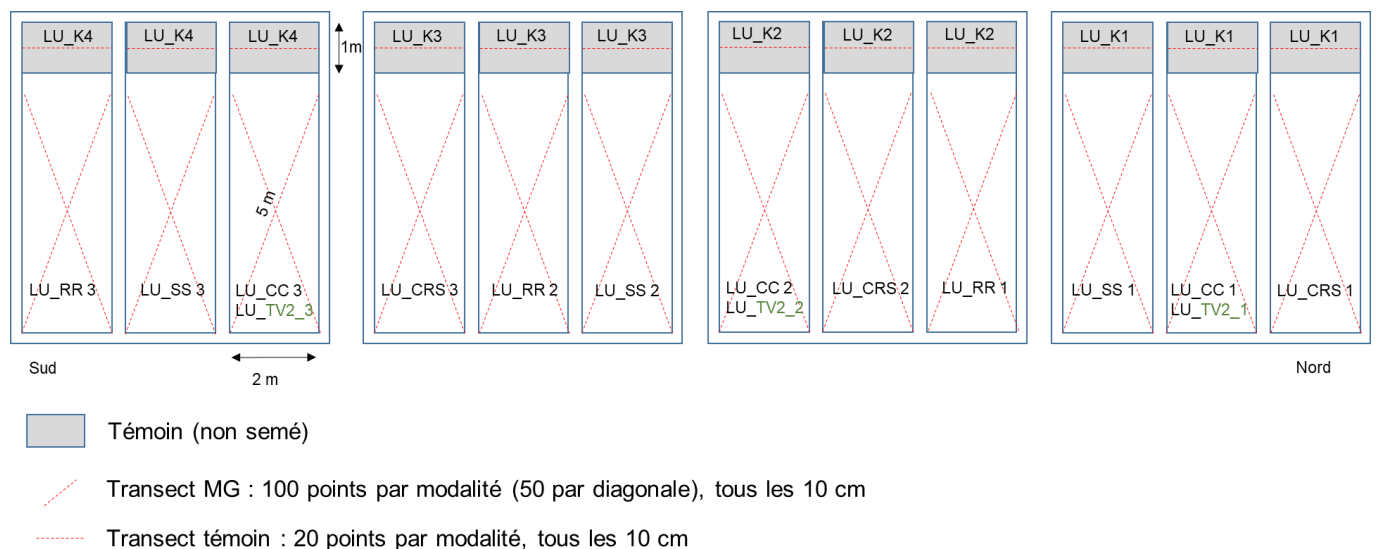 LU_K4 LU_K4 LU_K4 1m LU_K3 LU_K3 LU_K3 LU_K2 LU_K2 LU_K2 LU_K1 LU_K1 LU_K1
5 m
LU_RR 3 LU_SS 3 LU_CC 3 LU_CRS 3 LU_RR 2 LU_SS 2 LU_CC 2 LU_CRS 2 LU_RR 1 LU_SS 1 LU_CC 1 LU_CRS 1
LU_TV2_3 LU_TV2_2 LU_TV2_1
Sud Nord
2 m
Témoin (non semé)
Transect MG : 100 points par modalité (50 par diagonale), tous les 10 cm
Transect témoin : 20 points par modalité, tous les 10 cm